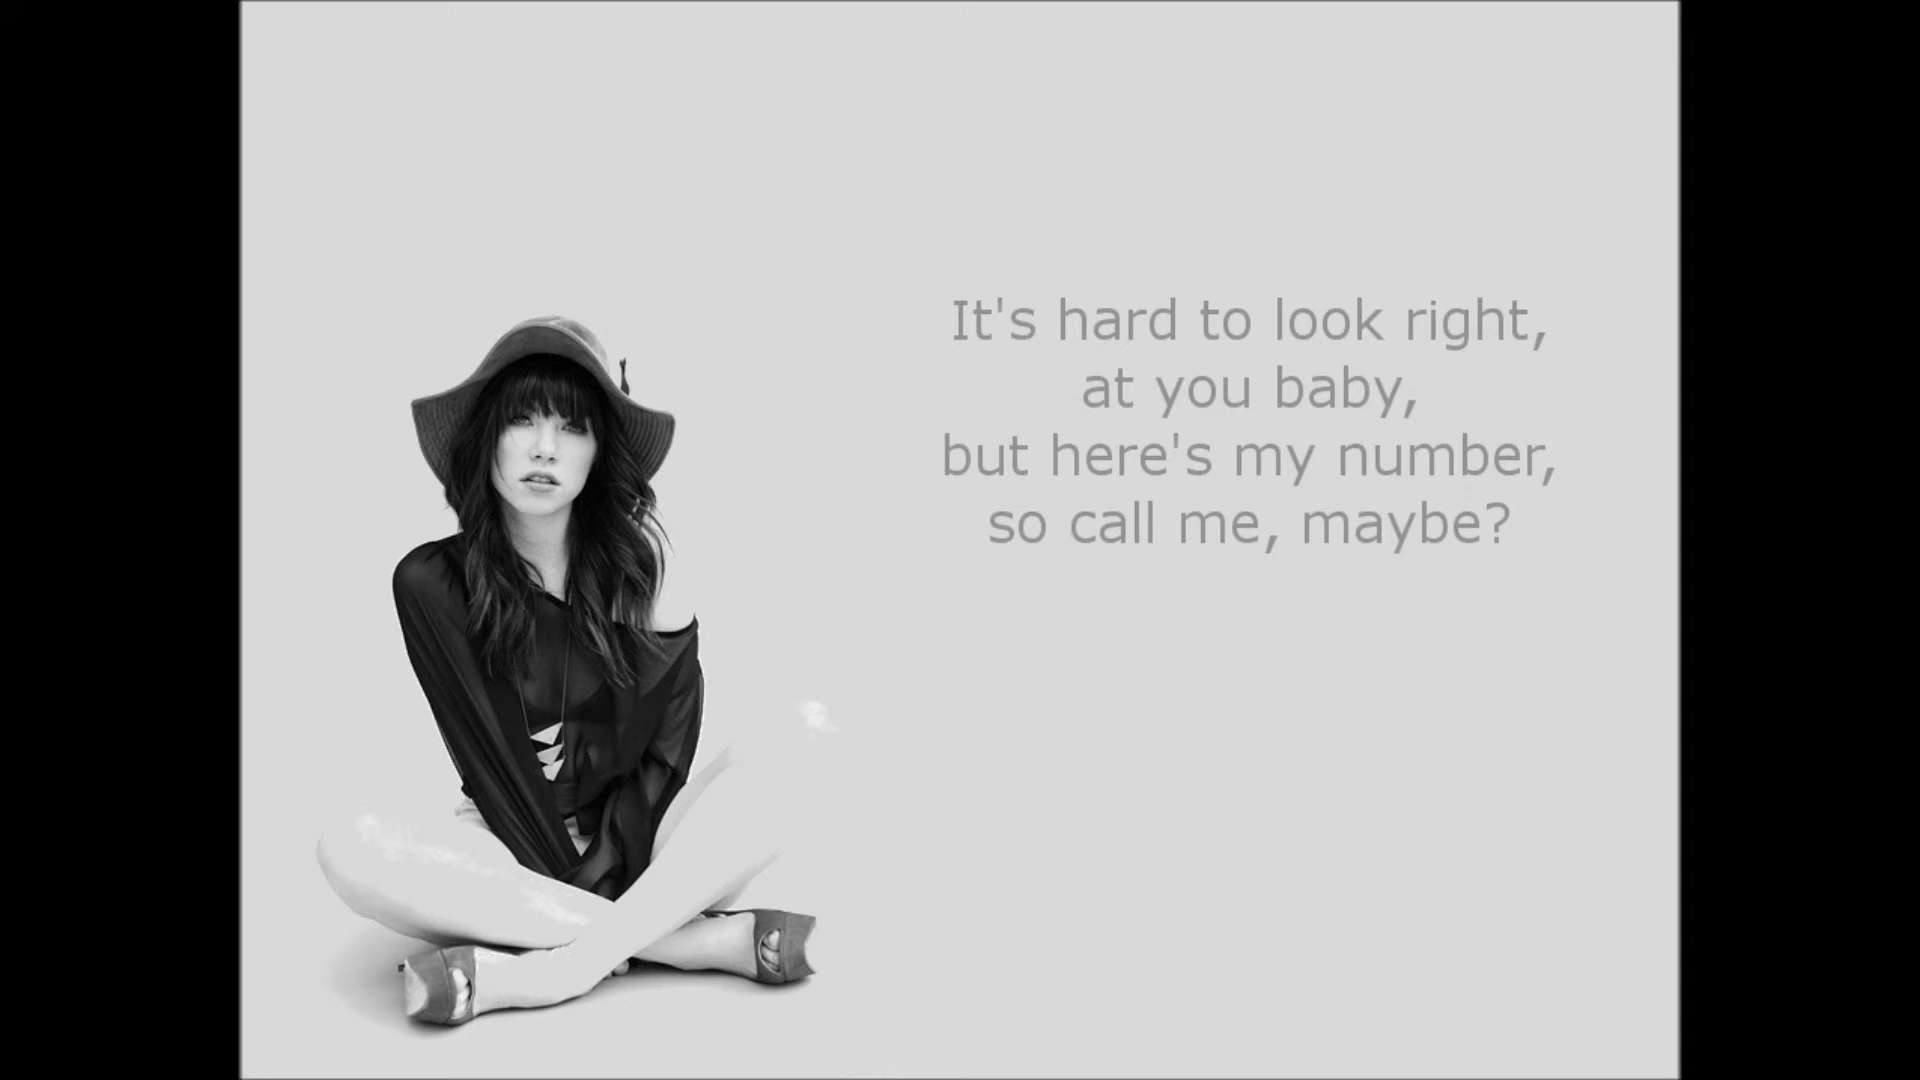 It's hard to look right,
at you baby,
but here's my number,
so call me, maybe?